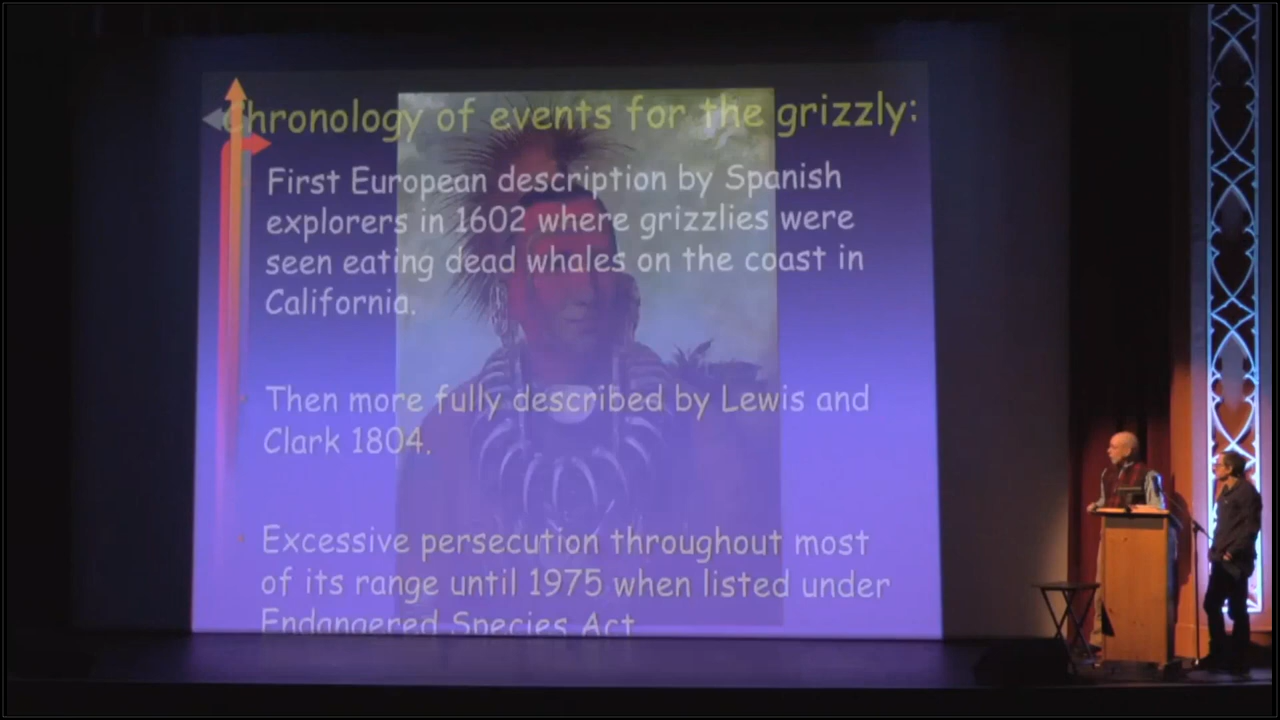 Chronology of events for the grizzly:
First European description by Spanish
explorers in 1602 where grizzlies were
seen eating dead whales on the coast in
California.
Then more fully described by Lewis and
Clark 1804.
Excessive persecution throughout most
of its range until 1975 when listed under
Endangered Species Act